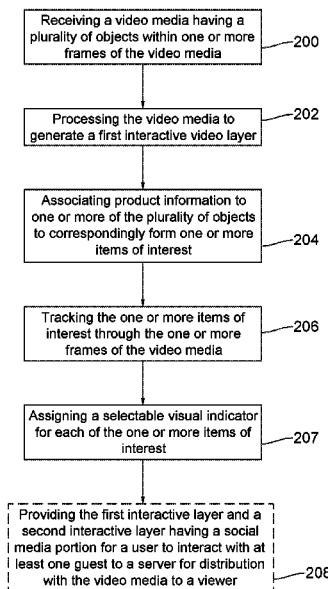 Receiving a video media having a
plurality of objects within one or more
frames of the video media
200
Processing the video media to
generate a first interactive video layer
202
Associating product information to
one or more of the plurality of objects
to correspondingly form one or more
items of interest
204
Tracking the one or more items of
interest through the one or more
frames of the video media
206
Assigning a selectable visual indicator
for each of the one or more items of
interest
207
Providing the first interactive layer and a
second interactive layer having a social
media portion for a user to interact with at
least one guest to a server for distribution
with the video media to a viewer
208